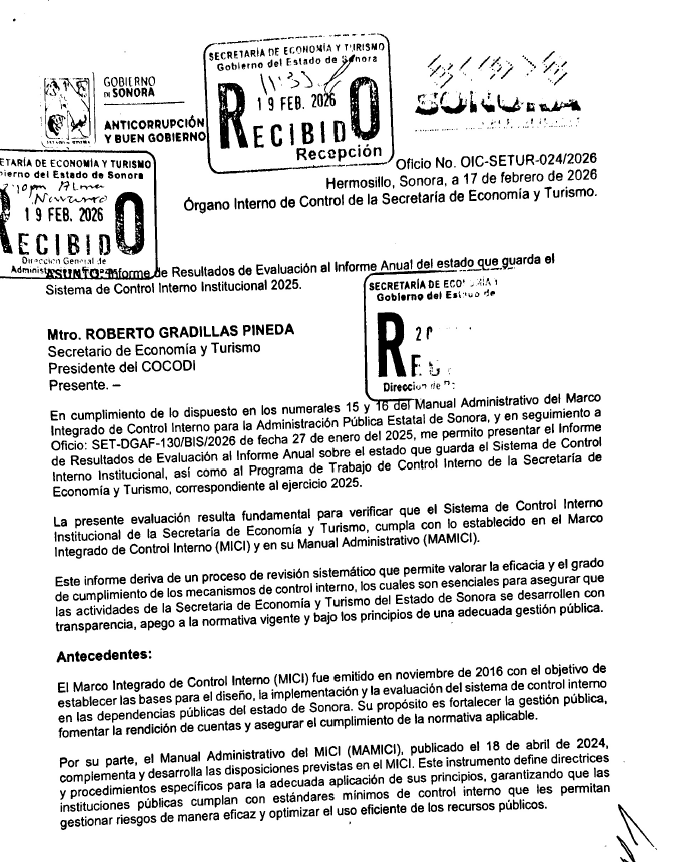 GOBIERNO
DE SONORA
ANTICORRUPCIÓN
Y BUEN GOBIERNO
SECRETARÍA DE ECONOMÍA Y TURISMO
Gobierno del Estado de Sonora
11:33
19 FEB. 2026
RECIBIDO
Recepción
SONORA
ETARÍA DE ECONOMÍA Y TURISMO
ierno del Estado de Sonora
19 FEB. 2026
RECIBIDO
Dirección General de
Oficio No. OIC-SETUR-024/2026
Hermosillo, Sonora, a 17 de febrero de 2026
Órgano Interno de Control de la Secretaría de Economía y Turismo.
ASUNTO: Informe de Resultados de Evaluación al Informe Anual del estado que guarda el
Sistema de Control Interno Institucional 2025.
SECRETARÍA DE ECO
Gobierno del Estado de
Dirección de
Mtro. ROBERTO GRADILLAS PINEDA
Secretario de Economía y Turismo
Presidente del COCODI
Presente. –
En cumplimiento de lo dispuesto en los numerales 15 y 16 del Manual Administrativo del Marco
Integrado de Control Interno para la Administración Pública Estatal de Sonora, y en seguimiento a
Oficio: SET-DGAF-130/BIS/2026 de fecha 27 de enero del 2025, me permito presentar el Informe
de Resultados de Evaluación al Informe Anual sobre el estado que guarda el Sistema de Control
Interno Institucional, así como al Programa de Trabajo de Control Interno de la Secretaría de
Economía y Turismo, correspondiente al ejercicio 2025.
La presente evaluación resulta fundamental para verificar que el Sistema de Control Interno
Institucional de la Secretaría de Economía y Turismo, cumpla con lo establecido en el Marco
Integrado de Control Interno (MICI) y en su Manual Administrativo (MAMICI).
Este informe deriva de un proceso de revisión sistemático que permite valorar la eficacia y el grado
de cumplimiento de los mecanismos de control interno, los cuales son esenciales para asegurar que
las actividades de la Secretaria de Economía y Turismo del Estado de Sonora se desarrollen con
transparencia, apego a la normativa vigente y bajo los principios de una adecuada gestión pública.
Antecedentes:
El Marco Integrado de Control Interno (MICI) fue emitido en noviembre de 2016 con el objetivo de
establecer las bases para el diseño, la implementación y la evaluación del sistema de control interno
en las dependencias públicas del estado de Sonora. Su propósito es fortalecer la gestión pública,
fomentar la rendición de cuentas y asegurar el cumplimiento de la normativa aplicable.
Por su parte, el Manual Administrativo del MICI (MAMICI), publicado el 18 de abril de 2024,
complementa y desarrolla las disposiciones previstas en el MICI. Este instrumento define directrices
y procedimientos específicos para la adecuada aplicación de sus principios, garantizando que las
instituciones públicas cumplan con estándares mínimos de control interno que les permitan
gestionar riesgos de manera eficaz y optimizar el uso eficiente de los recursos públicos.